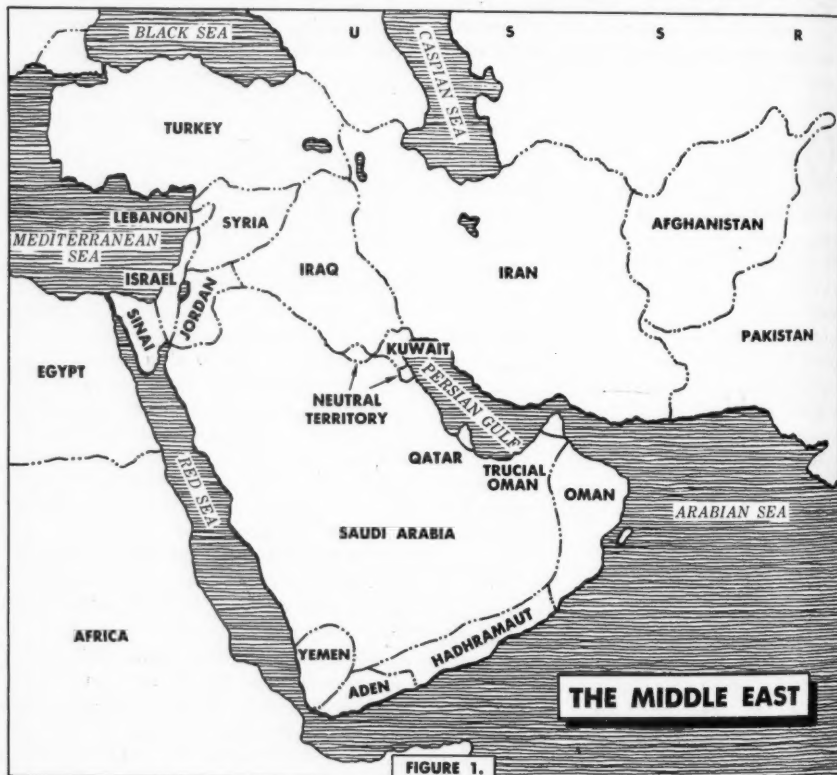 BLACK SEA
U S S R
CASPIAN SEA
TURKEY
LEBANON
SYRIA
AFGHANISTAN
MEDITERRANEAN
SEA
ISRAEL
IRAQ
IRAN
JORDAN
SINAI
PAKISTAN
EGYPT
KUWAIT
NEUTRAL
TERRITORY
PERSIAN GULF
QATAR
TRUCIAL
OMAN
OMAN
RED SEA
ARABIAN SEA
SAUDI ARABIA
AFRICA
HADHRAMAUT
YEMEN
ADEN
THE MIDDLE EAST
FIGURE 1.